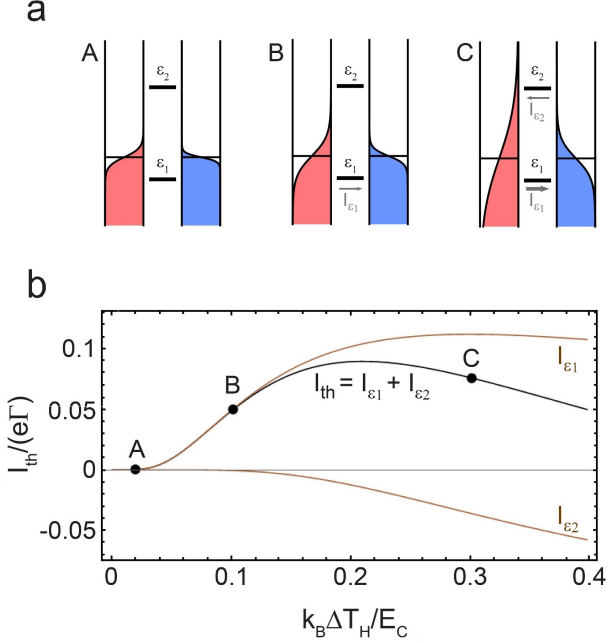 a
A B C
ε2 ε2 ε2
Iε2
ε1 ε1 ε1
Iε1 Iε1
b
0.1
0.05
0
-0.05
Ith/(eΓ)
A
B
C
Iε1
Ith = Iε1 + Iε2
Iε2
0 0.1 0.2 0.3 0.4
kBΔTH/EC